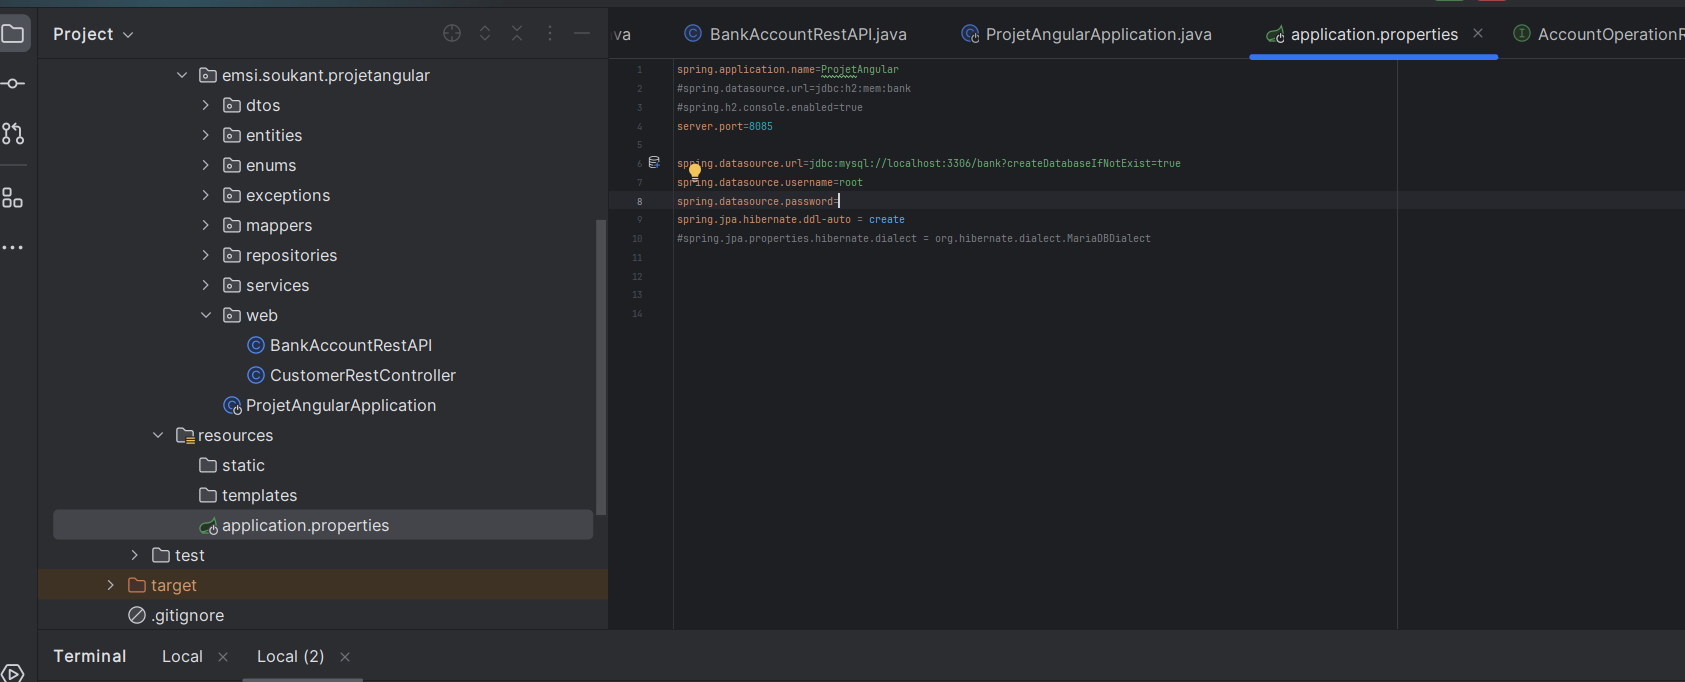 Project
emsi.soukant.projetangular
dtos
entities
enums
exceptions
mappers
repositories
services
web
BankAccountRestAPI
CustomerRestController
ProjetAngularApplication
resources
static
templates
application.properties
test
target
.gitignore
va
BankAccountRestAPI.java
ProjetAngularApplication.java
application.properties
AccountOperationR
1 spring.application.name=ProjetAngular
2 #spring.datasource.url=jdbc:h2:mem:bank
3 #spring.h2.console.enabled=true
4 server.port=8085
5
6 spring.datasource.url=jdbc:mysql://localhost:3306/bank?createDatabaseIfNotExist=true
7 spring.datasource.username=root
8 spring.datasource.password=
9 spring.jpa.hibernate.ddl-auto = create
10 #spring.jpa.properties.hibernate.dialect = org.hibernate.dialect.MariaDBDialect
11
12
13
14
Terminal Local Local (2)